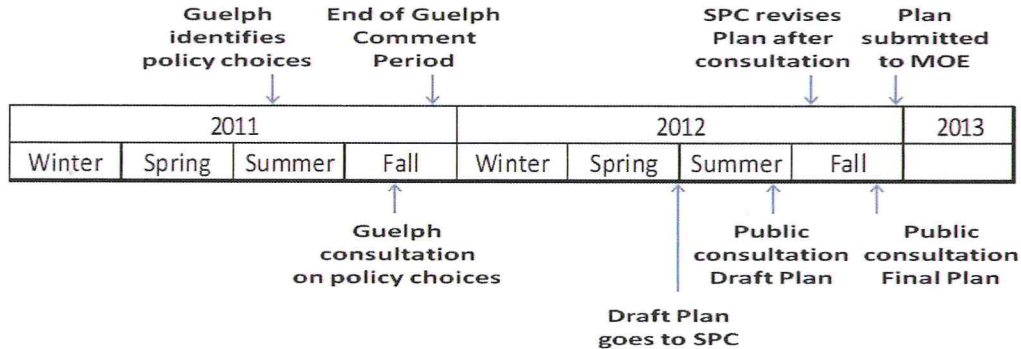 Guelph
identifies
policy choices
End of Guelph
Comment
Period
SPC revises
Plan after
consultation
Plan
submitted
to MOE
2011 2012 2013
Winter Spring Summer Fall Winter Spring Summer Fall
Guelph
consultation
on policy choices
Draft Plan
goes to SPC
Public
consultation
Draft Plan
Public
consultation
Final Plan